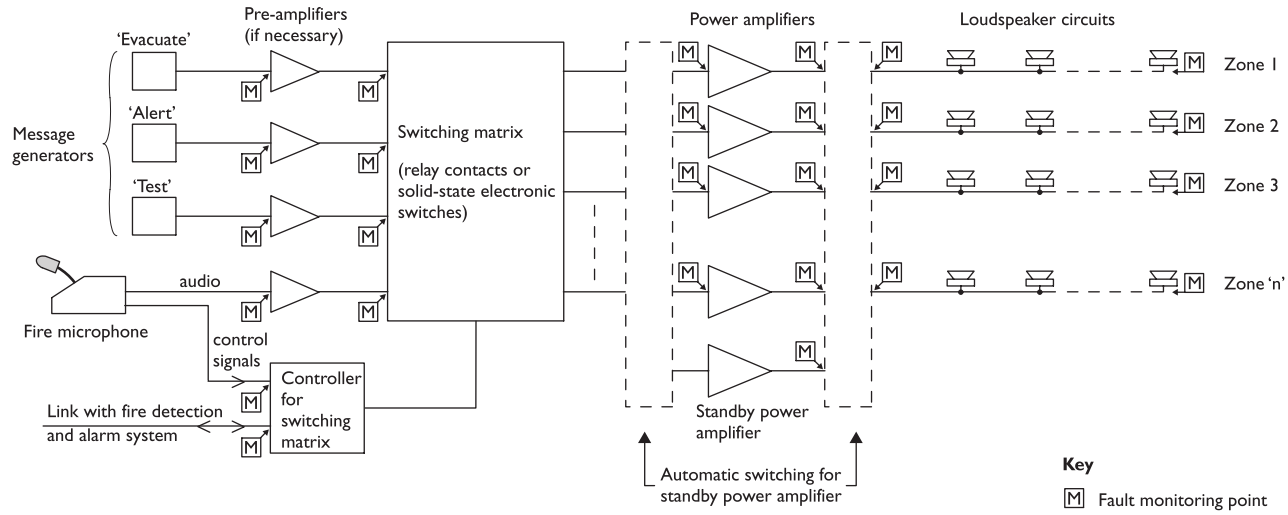 Pre-amplifiers
(if necessary)
Power amplifiers
Loudspeaker circuits
‘Evacuate’
‘Alert’
‘Test’
Message
generators
M
M
M
M
M
M
M
M
Switching matrix
(relay contacts or
solid-state electronic
switches)
M
M
M
M
Zone 1
M
M
M
M
Zone 2
M
M
M
M
Zone 3
M
M
M
M
Zone ‘n’
M
audio
Fire microphone
control
signals
M
Controller
for
switching
matrix
Link with fire detection
and alarm system
M
Standby power
amplifier
Automatic switching for
standby power amplifier
Key
M Fault monitoring point